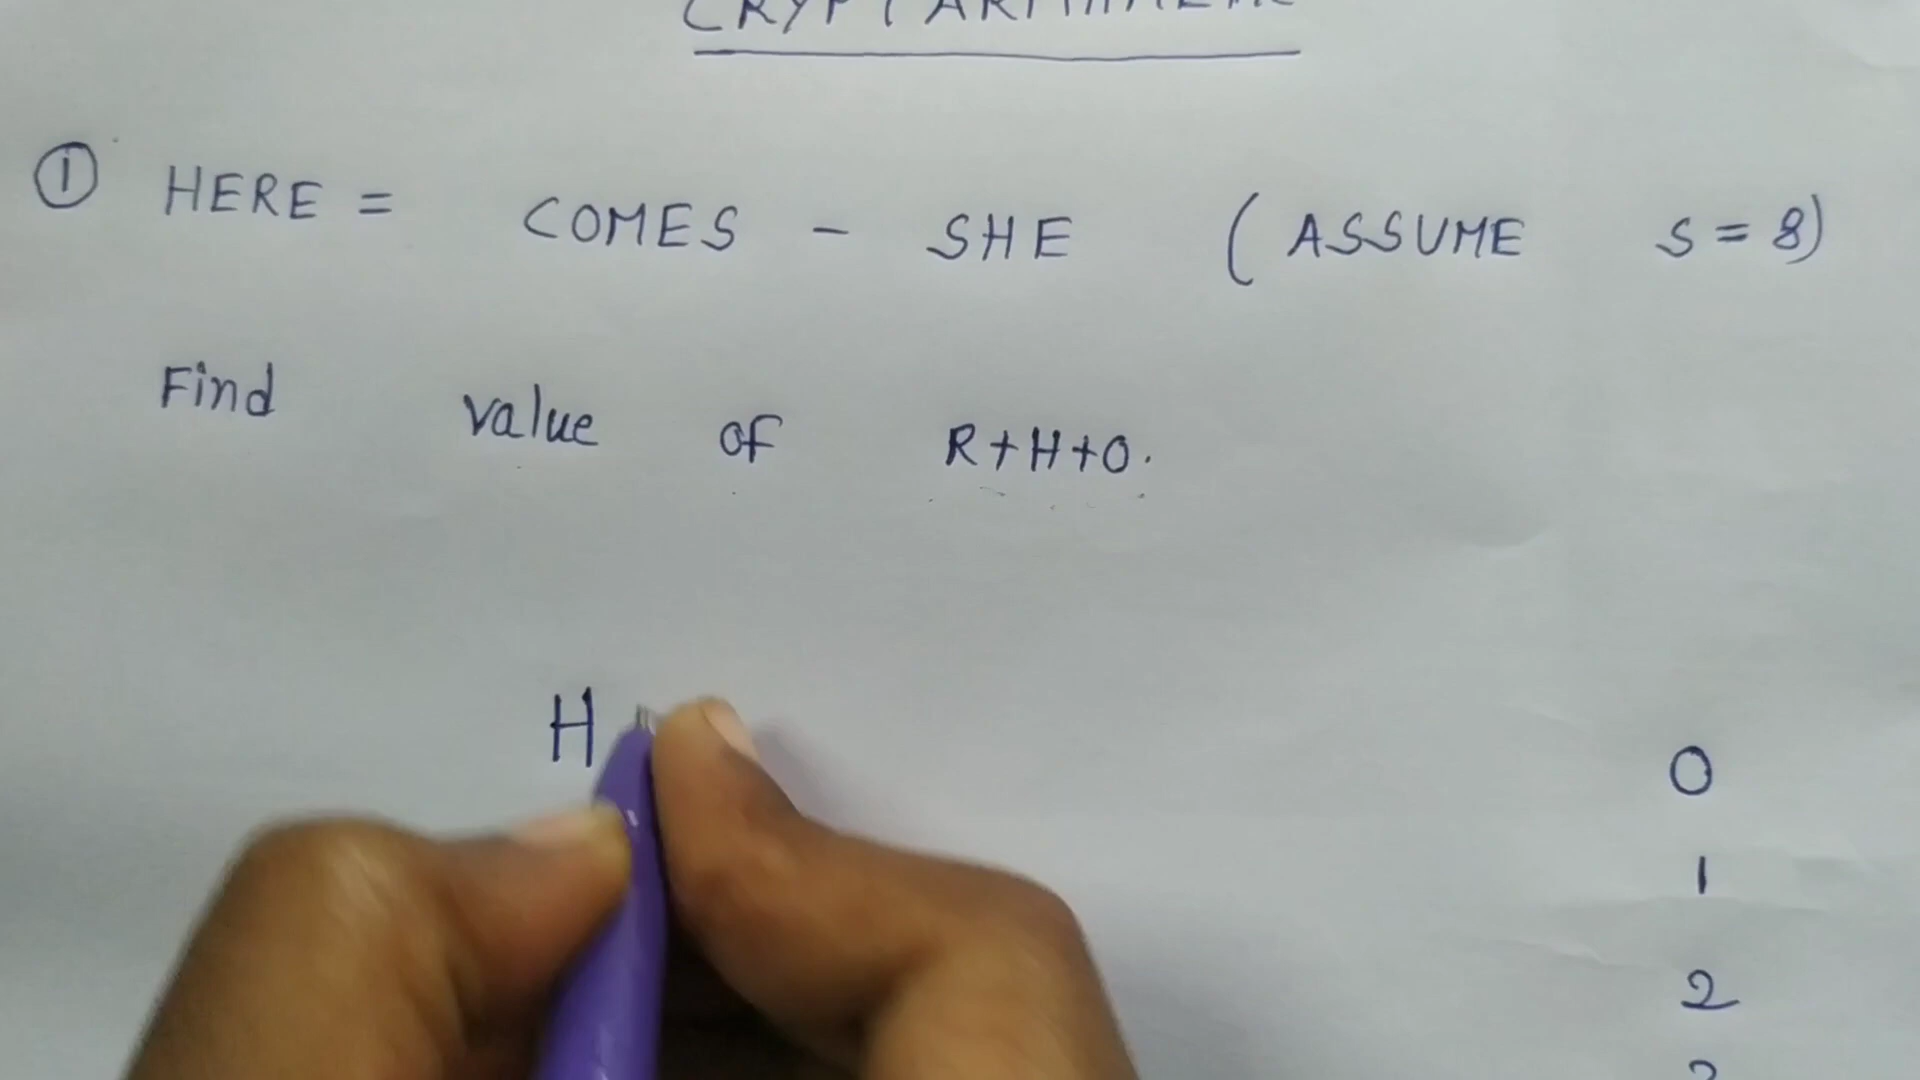 ① HERE = COMES - SHE ( ASSUME S = 8)
Find value of R+H+O.
H
0
1
2